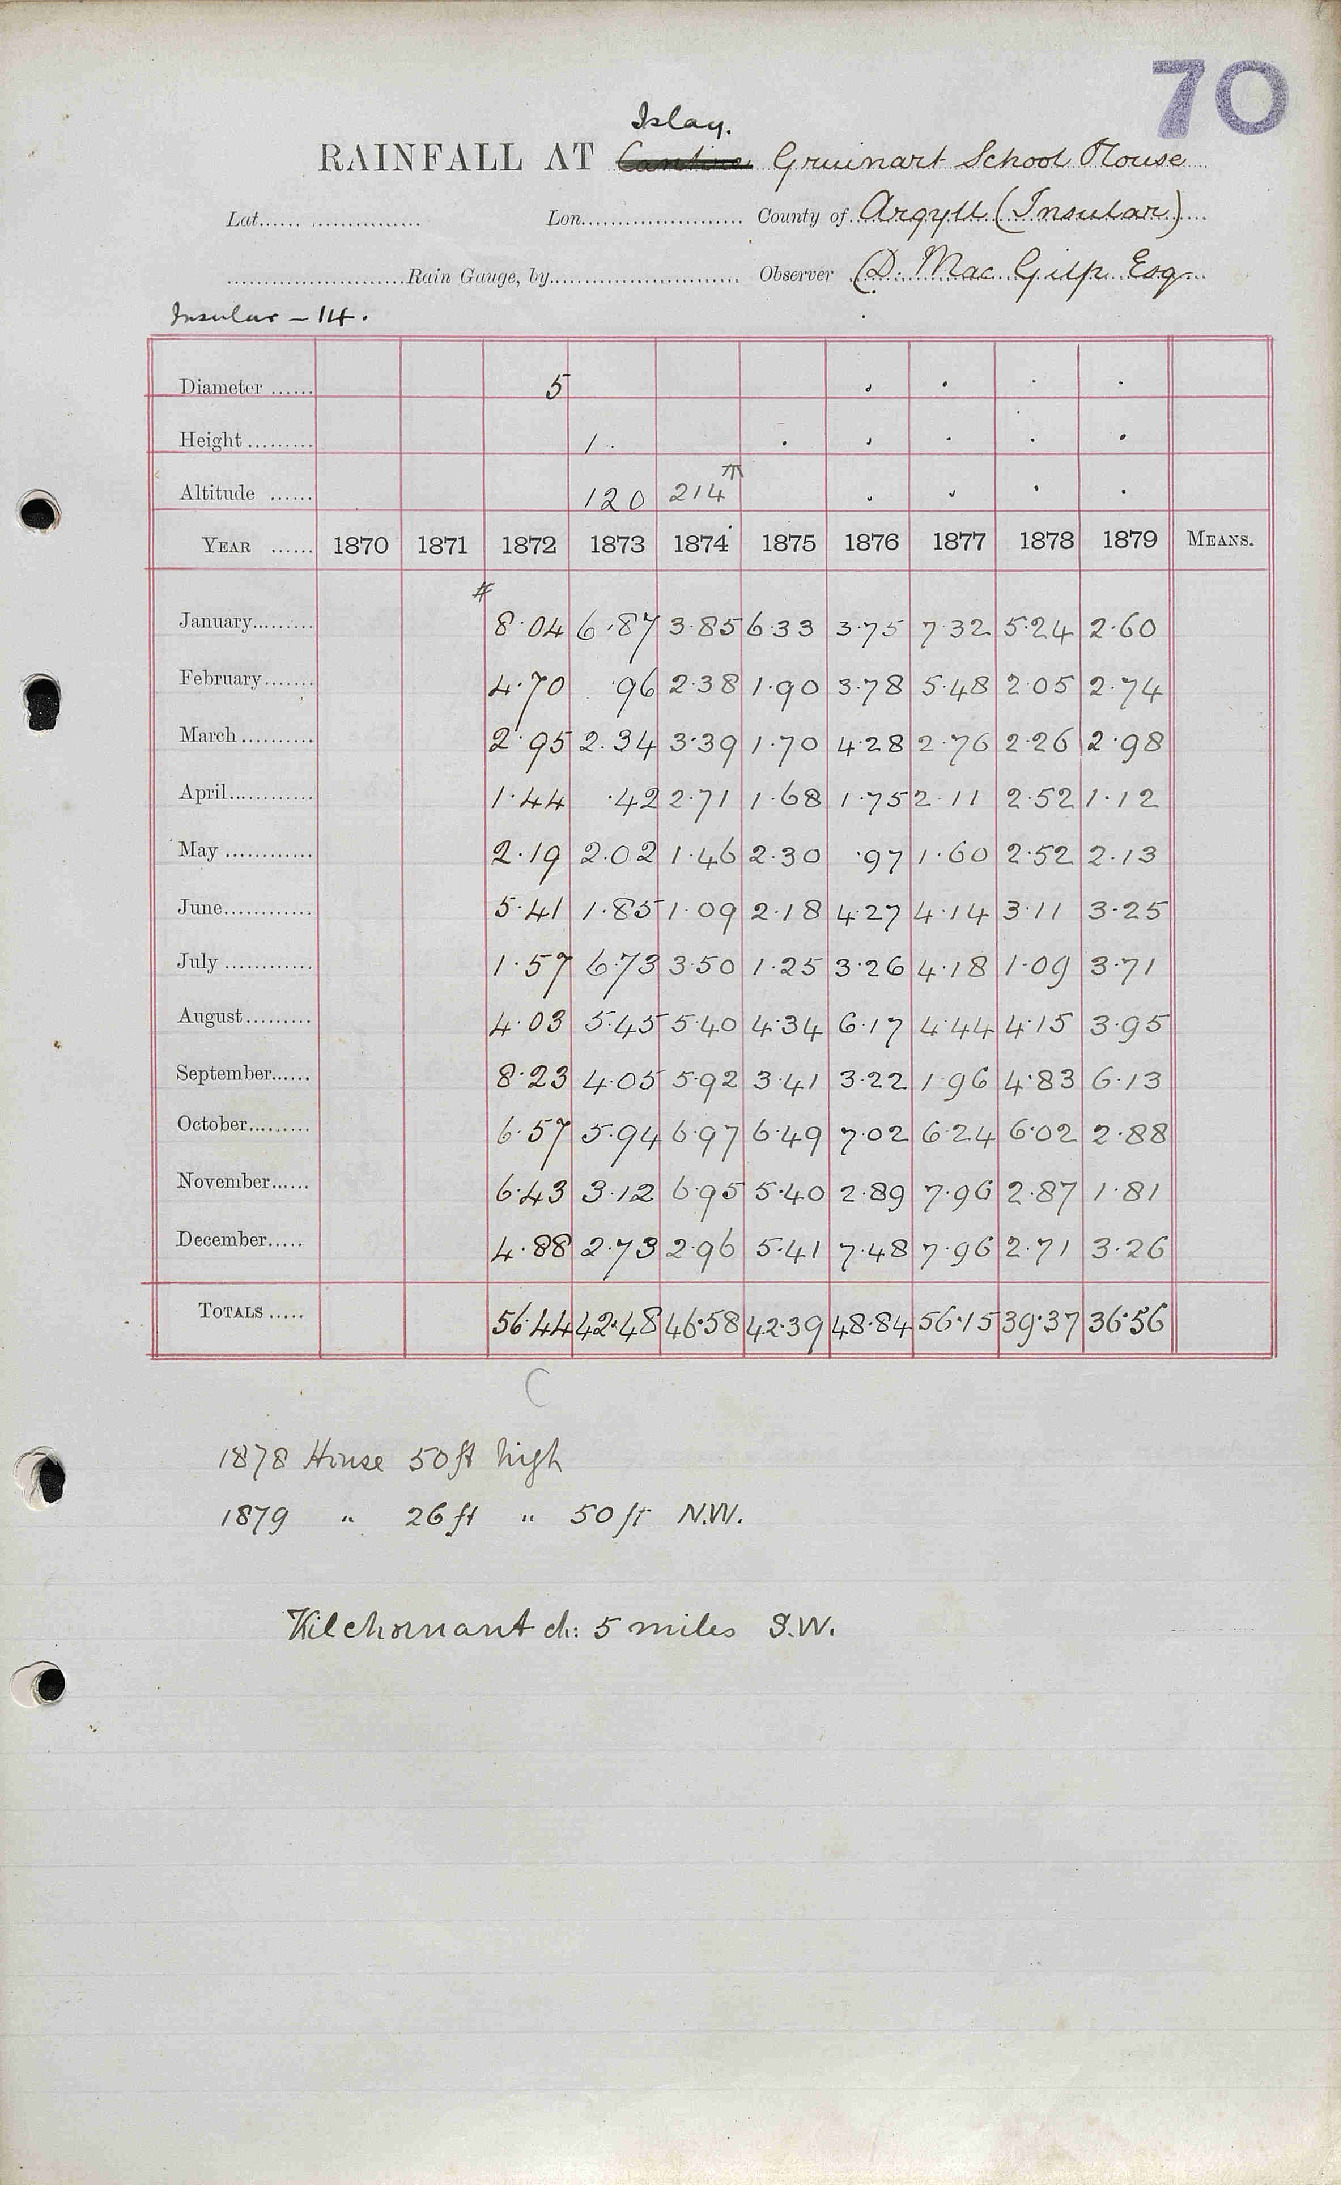 70
Islay.
RAINFALL AT Gruinart School House
Lat. Lon. County of Argyll (Insular)
Rain Gauge, by Observer (D. Mac Gilp Esq.
Insular - 14.
Diameter ...... 5
Height ......... 1
Altitude ...... 120 214
YEAR ...... 1870 1871 1872 1873 1874 1875 1876 1877 1878 1879 MEANS.
January......... 8.04 6.87 3.85 6.33 3.75 7.32 5.24 2.60
February....... 4.70 .96 2.38 1.90 3.78 5.48 2.05 2.74
March .......... 2.95 2.34 3.39 1.70 4.28 2.76 2.26 2.98
April............ 1.44 .42 2.71 1.68 1.75 2.11 2.52 1.12
May ............ 2.19 2.02 1.46 2.30 .97 1.60 2.52 2.13
June............ 5.41 1.85 1.09 2.18 4.27 4.14 3.11 3.25
July ............ 1.57 6.73 3.50 1.25 3.26 4.18 1.09 3.71
August......... 4.03 5.45 5.40 4.34 6.17 4.44 4.15 3.95
September...... 8.23 4.05 5.92 3.41 3.22 1.96 4.83 6.13
October......... 6.57 5.94 6.97 6.49 7.02 6.24 6.02 2.88
November...... 6.43 3.12 6.95 5.40 2.89 7.96 2.87 1.81
December..... 4.88 2.73 2.96 5.41 7.48 7.96 2.71 3.26
TOTALS ..... 56.44 42.48 46.58 42.39 48.84 56.15 39.37 36.56
1878 House 50 ft high
1879 " 26 ft " 50 ft N.W.
5 miles S.W.